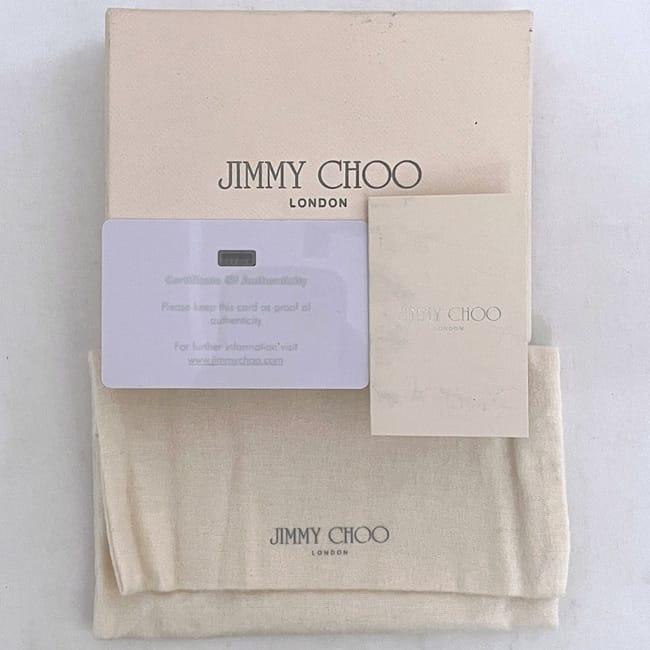 JIMMY CHOO
LONDON
Certificate Of Authenticity
Please keep this card as proof of
authenticity
For further information visit
www.jimmychoo.com
JIMMY CHOO
LONDON
JIMMY CHOO
LONDON